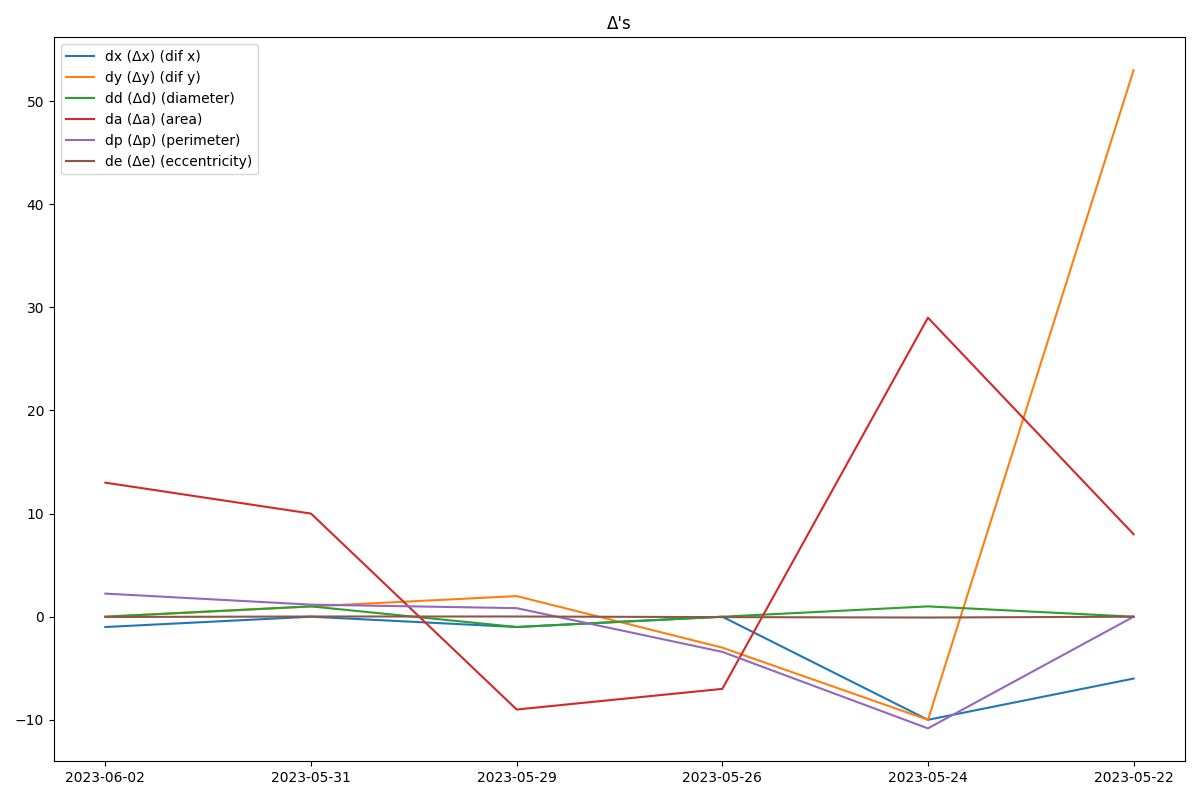 Δ's
dx (Δx) (dif x)
dy (Δy) (dif y)
dd (Δd) (diameter)
da (Δa) (area)
dp (Δp) (perimeter)
de (Δe) (eccentricity)
50
40
30
20
10
0
−10
2023-06-02 2023-05-31 2023-05-29 2023-05-26 2023-05-24 2023-05-22